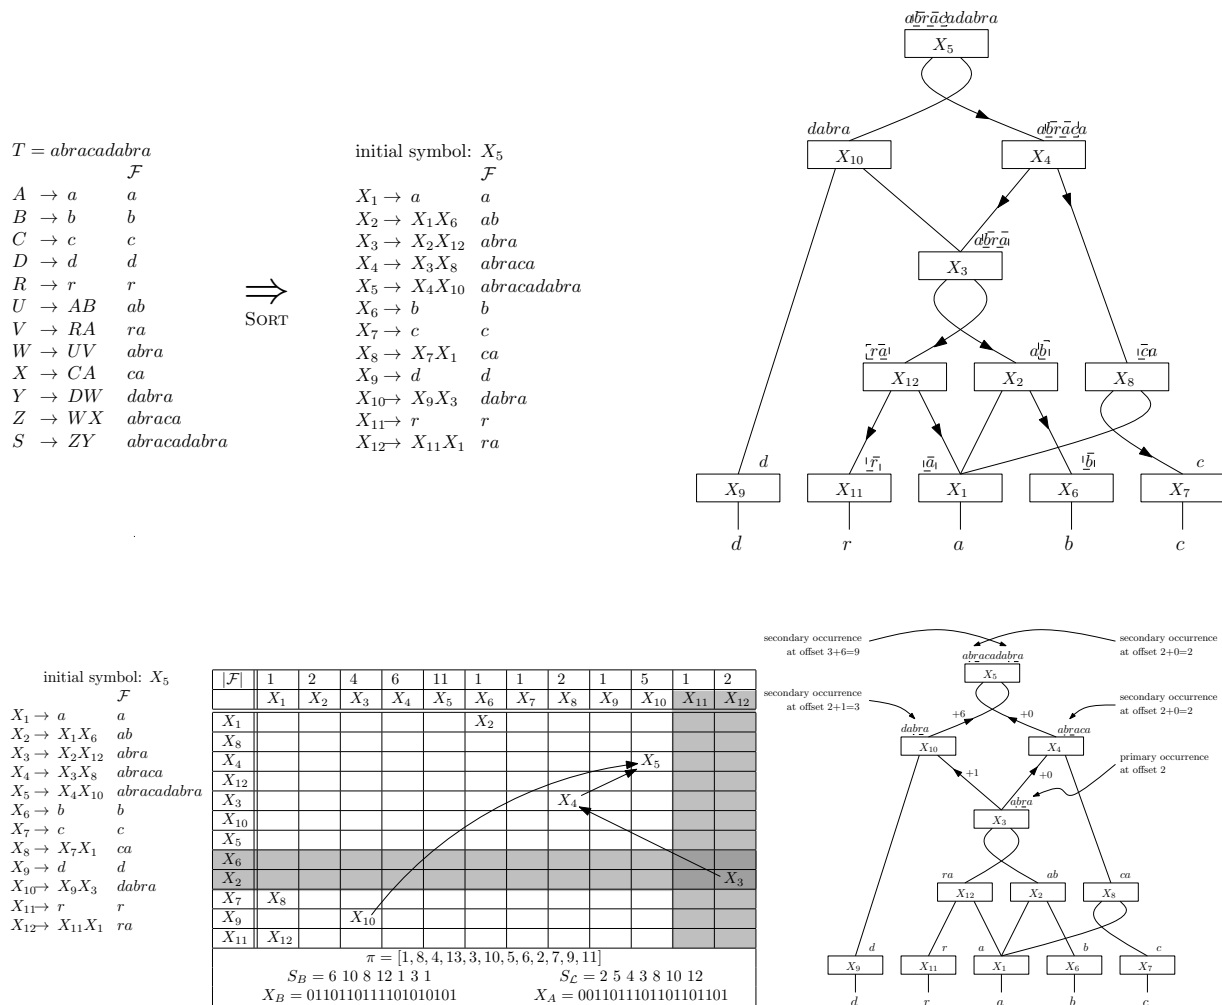 T = abracadabra
F
A → a a
B → b b
C → c c
D → d d
R → r r
U → AB ab
V → RA ra
W → UV abra
X → CA ca
Y → DW dabra
Z → WX abraca
S → ZY abracadabra
⇒
SORT
initial symbol: X5
F
X1 → a a
X2 → X1X6 ab
X3 → X2X12 abra
X4 → X3X8 abraca
X5 → X4X10 abracadabra
X6 → b b
X7 → c c
X8 → X7X1 ca
X9 → d d
X10→ X9X3 dabra
X11→ r r
X12→ X11X1 ra
abracadabra
X5
dabra abraca
X10 X4
abra
X3
ra ab ca
X12 X2 X8
d r a b c
X9 X11 X1 X6 X7
d r a b c
initial symbol: X5
F
X1 → a a
X2 → X1X6 ab
X3 → X2X12 abra
X4 → X3X8 abraca
X5 → X4X10 abracadabra
X6 → b b
X7 → c c
X8 → X7X1 ca
X9 → d d
X10→ X9X3 dabra
X11→ r r
X12→ X11X1 ra
|F| 1 2 4 6 11 1 1 2 1 5 1 2
X1 X2 X3 X4 X5 X6 X7 X8 X9 X10 X11 X12
X1 X2
X8
X4 X5
X12
X3 X4
X10
X5
X6
X2 X3
X7 X8
X9 X10
X11 X12
π = [1, 8, 4, 13, 3, 10, 5, 6, 2, 7, 9, 11]
SB = 6 10 8 12 1 3 1 SL = 2 5 4 3 8 10 12
XB = 0110110111101010101 XA = 0011011101101101101
secondary occurrence
at offset 3+6=9
secondary occurrence
at offset 2+0=2
abracadabra
X5
secondary occurrence
at offset 2+1=3
secondary occurrence
at offset 2+0=2
+6 +0
dabra abraca
X10 X4
primary occurrence
at offset 2
+1 +0
abra
X3
ra ab ca
X12 X2 X8
d r a b c
X9 X11 X1 X6 X7
d r a b c